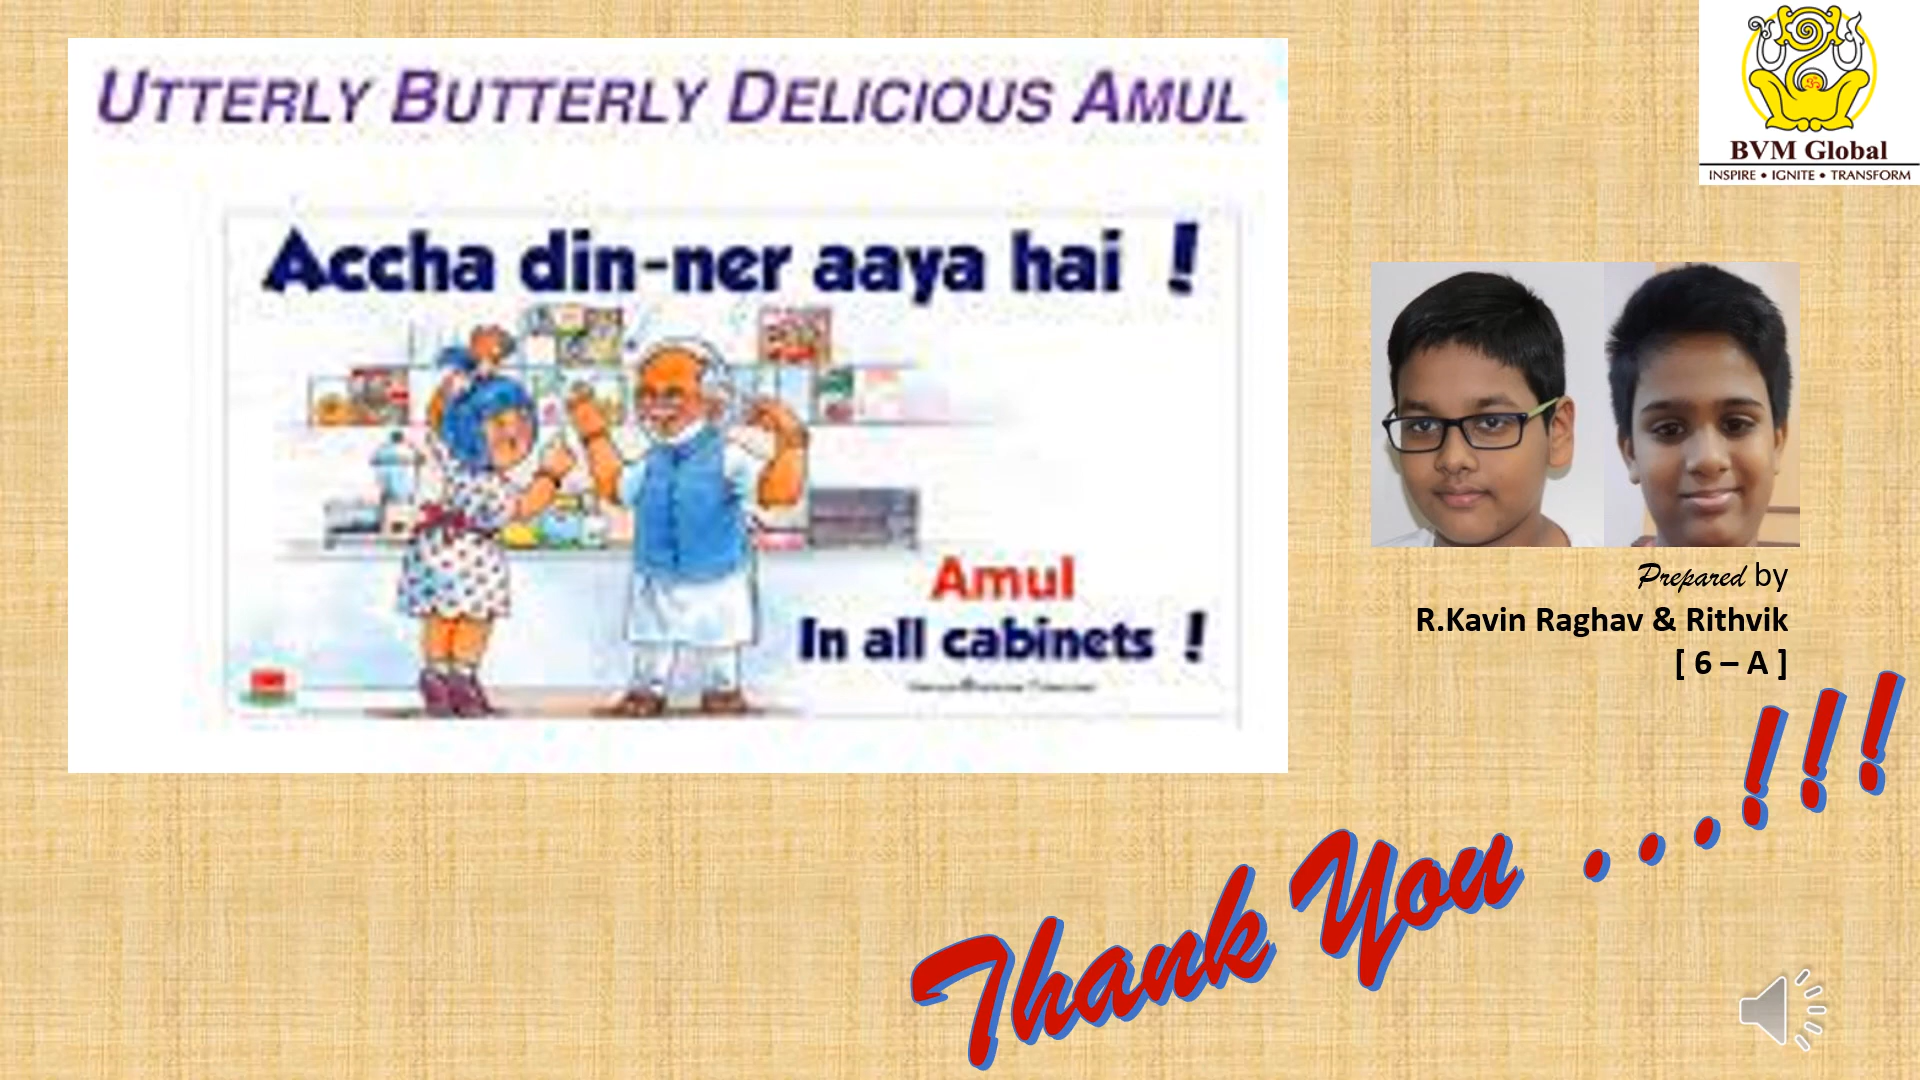 UTTERLY BUTTERLY DELICIOUS AMUL
Accha din-ner aaya hai !
Amul
In all cabinets !
BVM Global
INSPIRE • IGNITE • TRANSFORM
Prepared by
R.Kavin Raghav & Rithvik
[ 6 – A ]
Thank You ...!!!